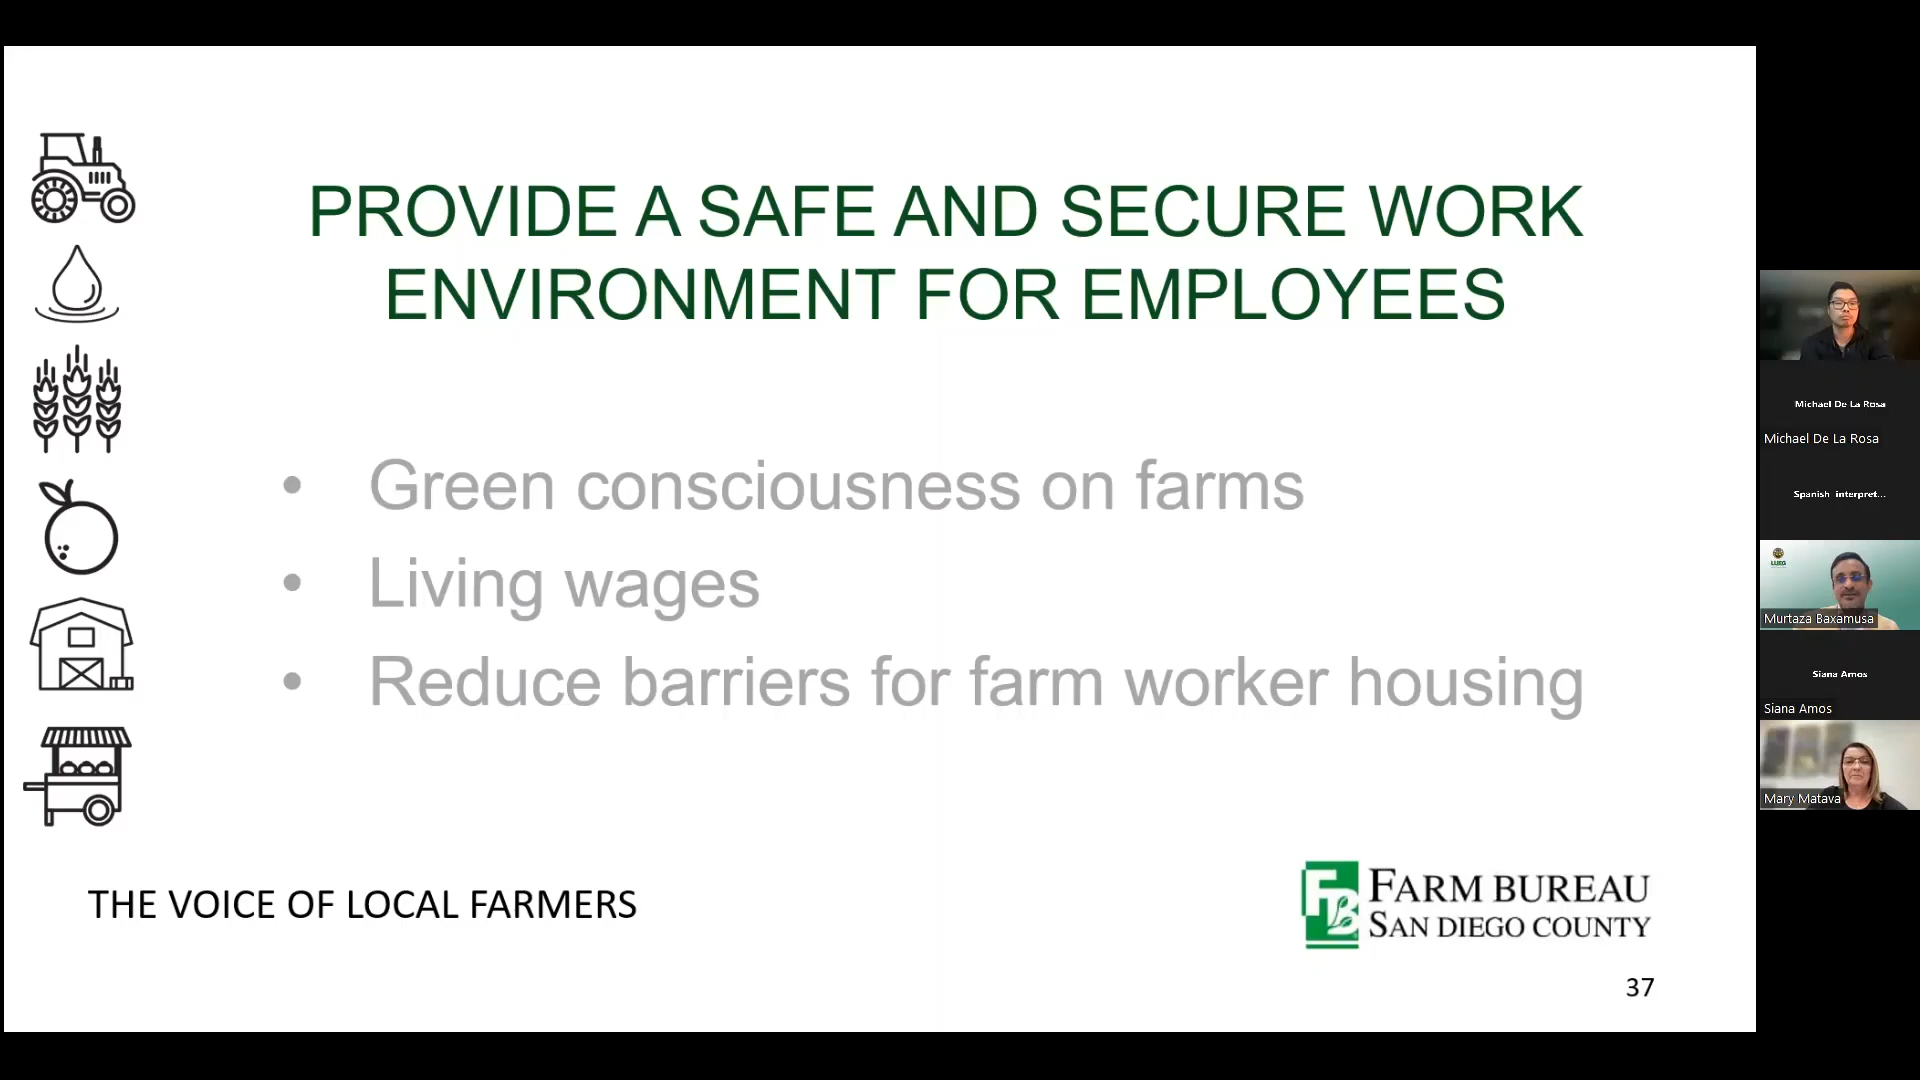 PROVIDE A SAFE AND SECURE WORK
ENVIRONMENT FOR EMPLOYEES
• Green consciousness on farms
• Living wages
• Reduce barriers for farm worker housing
THE VOICE OF LOCAL FARMERS
FB
FARM BUREAU
SAN DIEGO COUNTY
37
Michael De La Rosa
Michael De La Rosa
Spanish interpret...
LUEG
Murtaza Baxamusa
Siana Amos
Siana Amos
Mary Matava